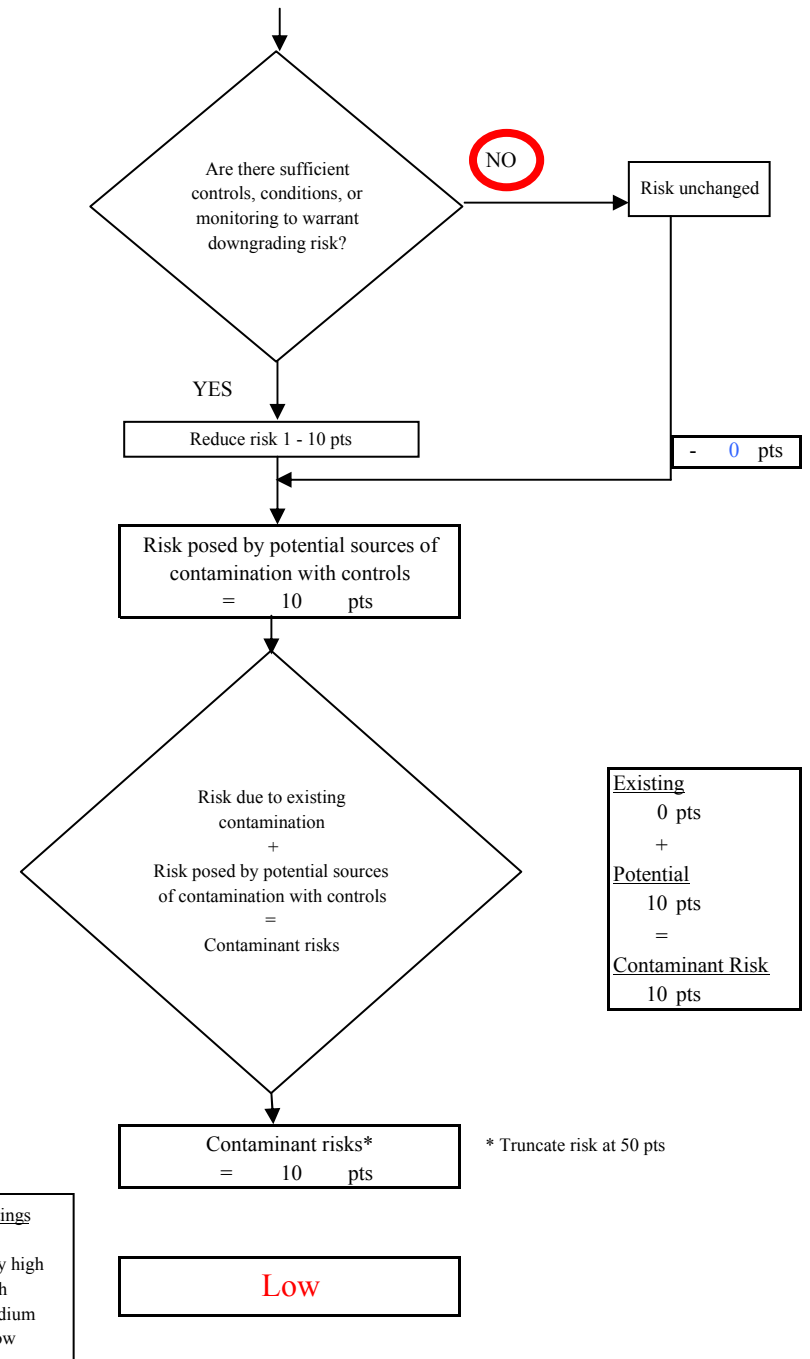 Are there sufficient
controls, conditions, or
monitoring to warrant
downgrading risk?
NO
Risk unchanged
YES
Reduce risk 1 - 10 pts
- 0 pts
Risk posed by potential sources of
contamination with controls
= 10 pts
Risk due to existing
contamination
+
Risk posed by potential sources
of contamination with controls
=
Contaminant risks
Existing
0 pts
+
Potential
10 pts
=
Contaminant Risk
10 pts
Contaminant risks*
= 10 pts
* Truncate risk at 50 pts
high
Low